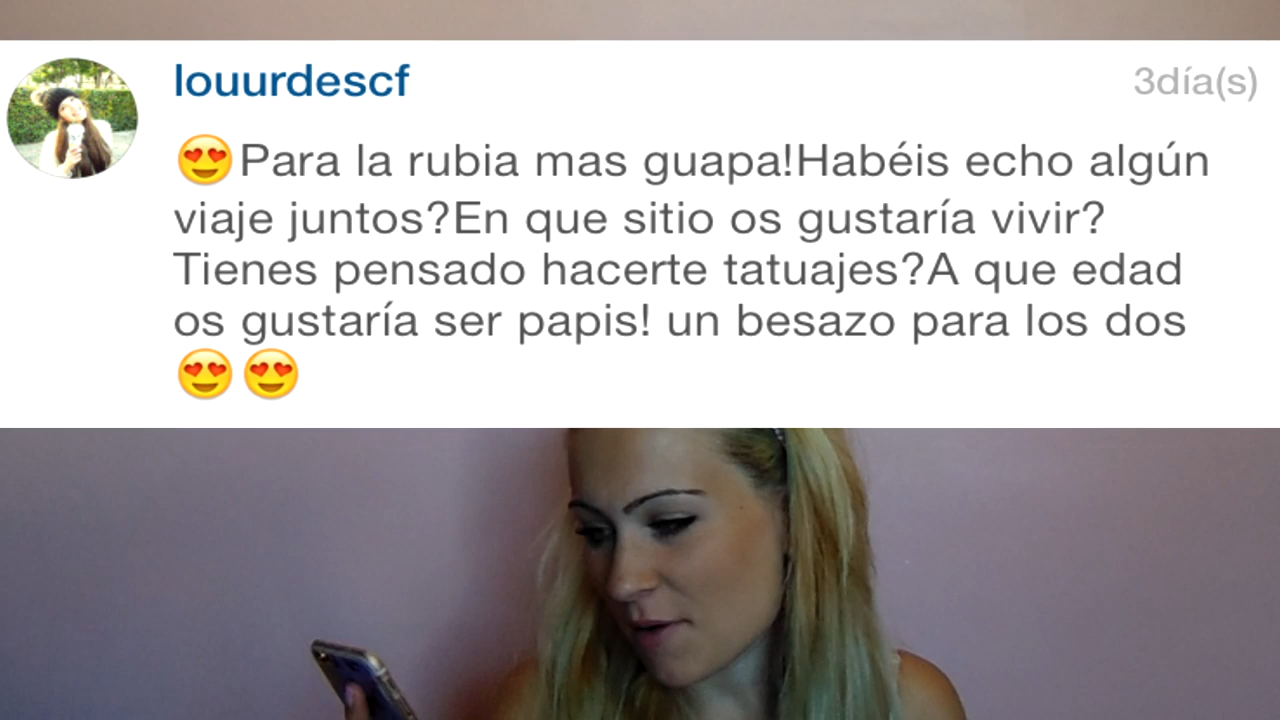 louurdescf
3día(s)
😍Para la rubia mas guapa!Habéis echo algún
viaje juntos?En que sitio os gustaría vivir?
Tienes pensado hacerte tatuajes?A que edad
os gustaría ser papis! un besazo para los dos
😍😍